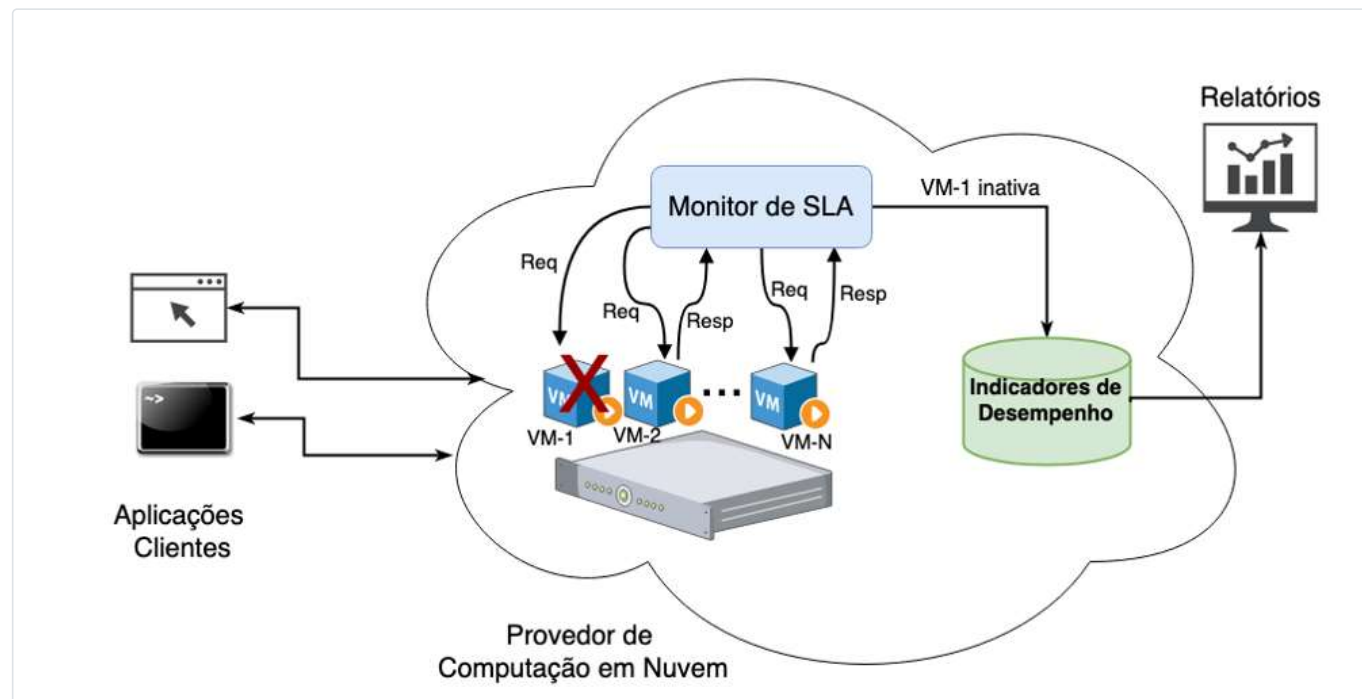 Relatórios
Monitor de SLA
VM-1 inativa
Req
Req
Resp
Req
Resp
VM
VM
VM
VM-1
VM-2
...
VM-N
Indicadores de
Desempenho
~>
Aplicações
Clientes
Provedor de
Computação em Nuvem